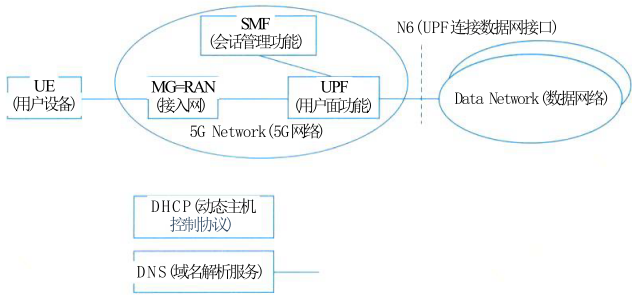 SMF
(会话管理功能)
N6(UPF连接数据网接口)
UE
(用户设备)
MG=RAN
(接入网)
UPF
(用户面功能)
Data Network(数据网络)
5G Network(5G网络)
DHCP(动态主机
控制协议)
DNS(域名解析服务)